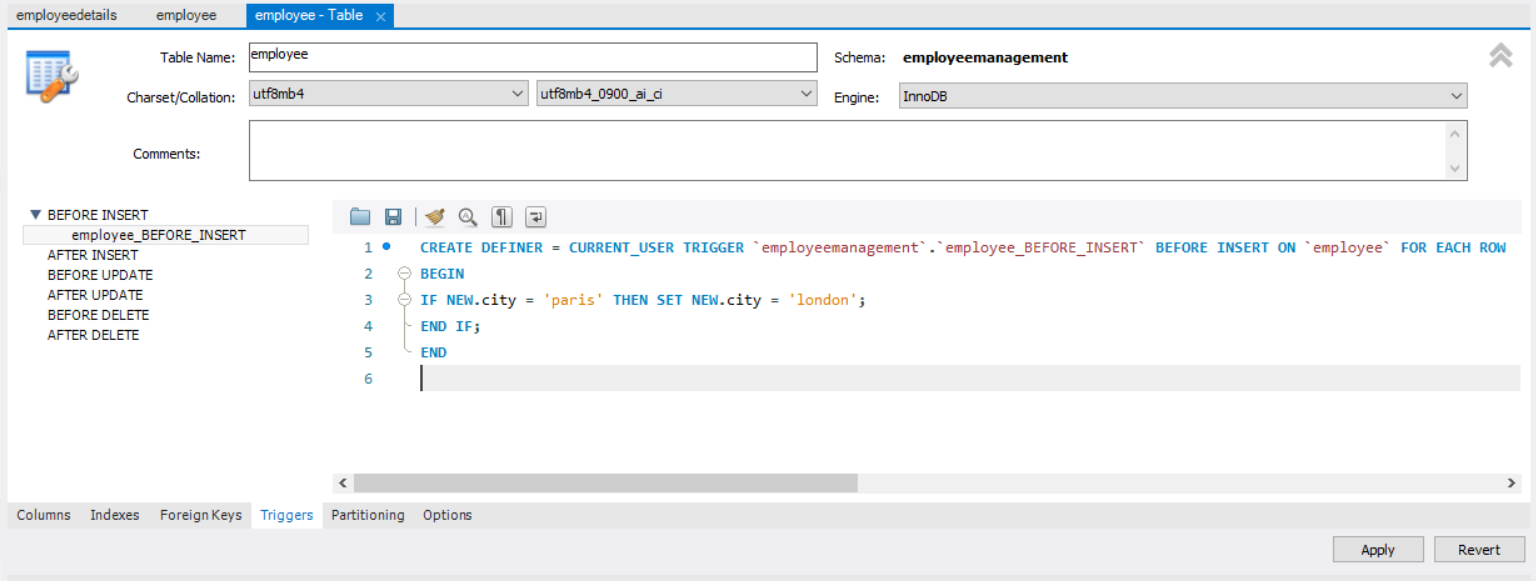 employeedetails employee employee - Table
Table Name: employee Schema: employeemanagement
Charset/Collation: utf8mb4 utf8mb4_0900_ai_ci Engine: InnoDB
Comments:
BEFORE INSERT
employee_BEFORE_INSERT
AFTER INSERT
BEFORE UPDATE
AFTER UPDATE
BEFORE DELETE
AFTER DELETE
1 CREATE DEFINER = CURRENT_USER TRIGGER `employeemanagement`.`employee_BEFORE_INSERT` BEFORE INSERT ON `employee` FOR EACH ROW
2 BEGIN
3 IF NEW.city = 'paris' THEN SET NEW.city = 'london';
4 END IF;
5 END
6
Columns Indexes Foreign Keys Triggers Partitioning Options
Apply Revert